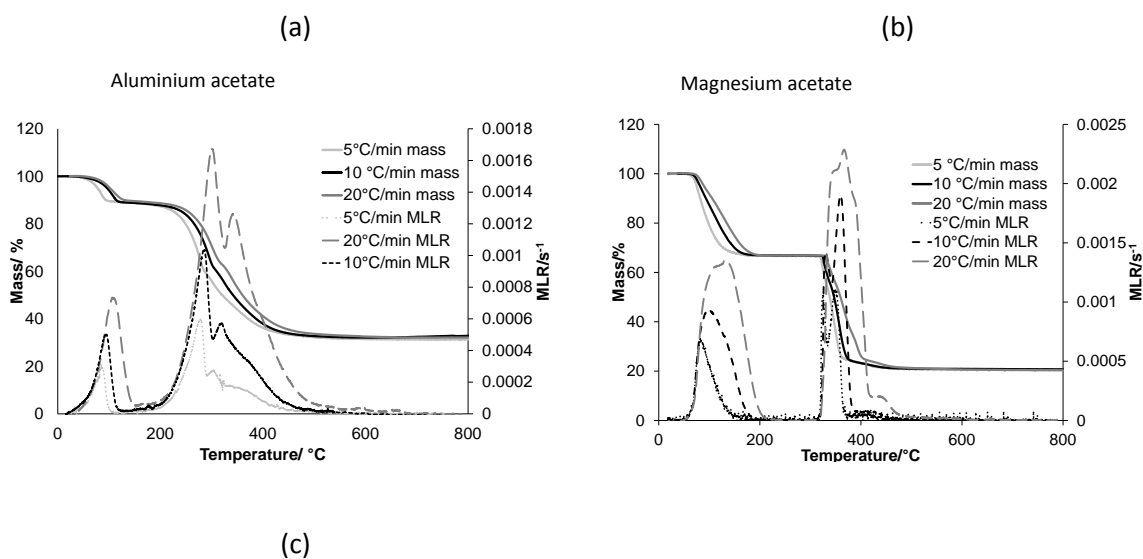 (a)
(b)
Aluminium acetate
Magnesium acetate
120
100
80
60
40
20
0
Mass/ %
0.0018
0.0016
0.0014
0.0012
0.001
0.0008
0.0006
0.0004
0.0002
0
MLR/s-1
5°C/min mass
10 °C/min mass
20°C/min mass
5°C/min MLR
20°C/min MLR
10°C/min MLR
0 200 400 600 800
Temperature/ °C
120
100
80
60
40
20
0
Mass/%
0.0025
0.002
0.0015
0.001
0.0005
0
MLR/s-1
5 °C/min mass
10 °C/min mass
20 °C/min mass
5°C/min MLR
10°C/min MLR
20°C/min MLR
0 200 400 600 800
Temperature/°C
(c)